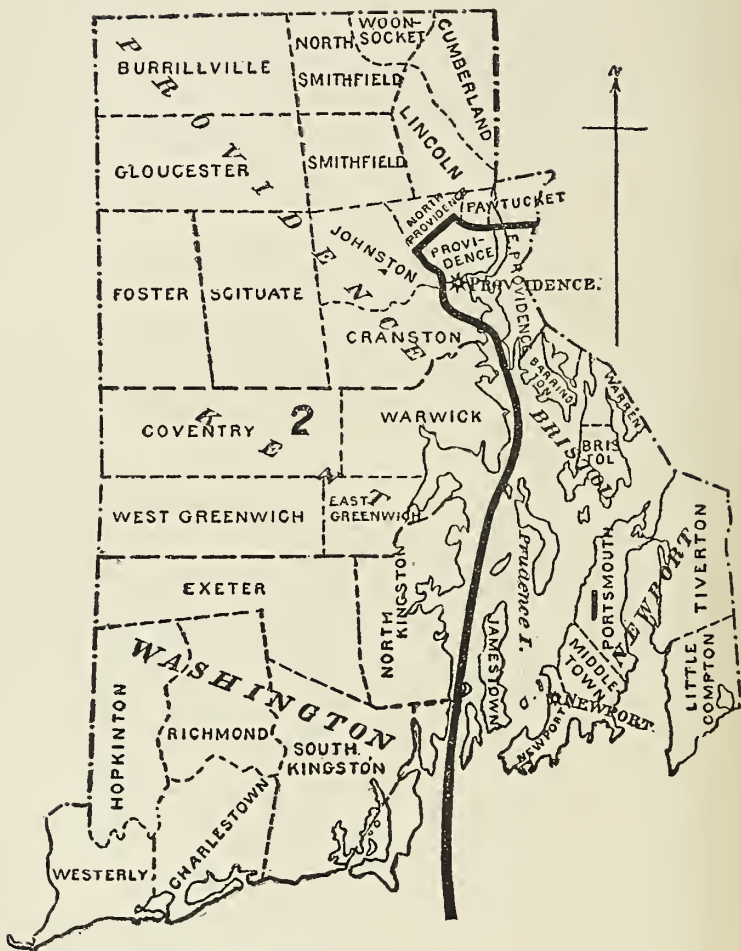 WOON-
SOCKET
NORTH
SMITHFIELD
CUMBERLAND
BURRILLVILLE
PROVIDENCE
LINCOLN
GLOUCESTER
SMITHFIELD
N
NORTH
PROVIDENCE
PAWTUCKET
PROVI-
DENCE
E. PROVIDENCE
JOHNSTON
PROVIDENCE.
FOSTER
SCITUATE
CRANSTON
BARRING
TON
WARREN
BRISTOL
BRIS
TOL
KENT
COVENTRY
2
WARWICK
WEST GREENWICH
EAST
GREENWICH
EXETER
NORTH
KINGSTON
Prudence I.
PORTSMOUTH
1
NEWPORT
TIVERTON
JAMESTOWN
MIDDLE
TOWN
LITTLE
COMPTON
NEWPORT.
NEWPORT
WASHINGTON
HOPKINTON
RICHMOND
SOUTH.
KINGSTON
CHARLESTOWN
WESTERLY